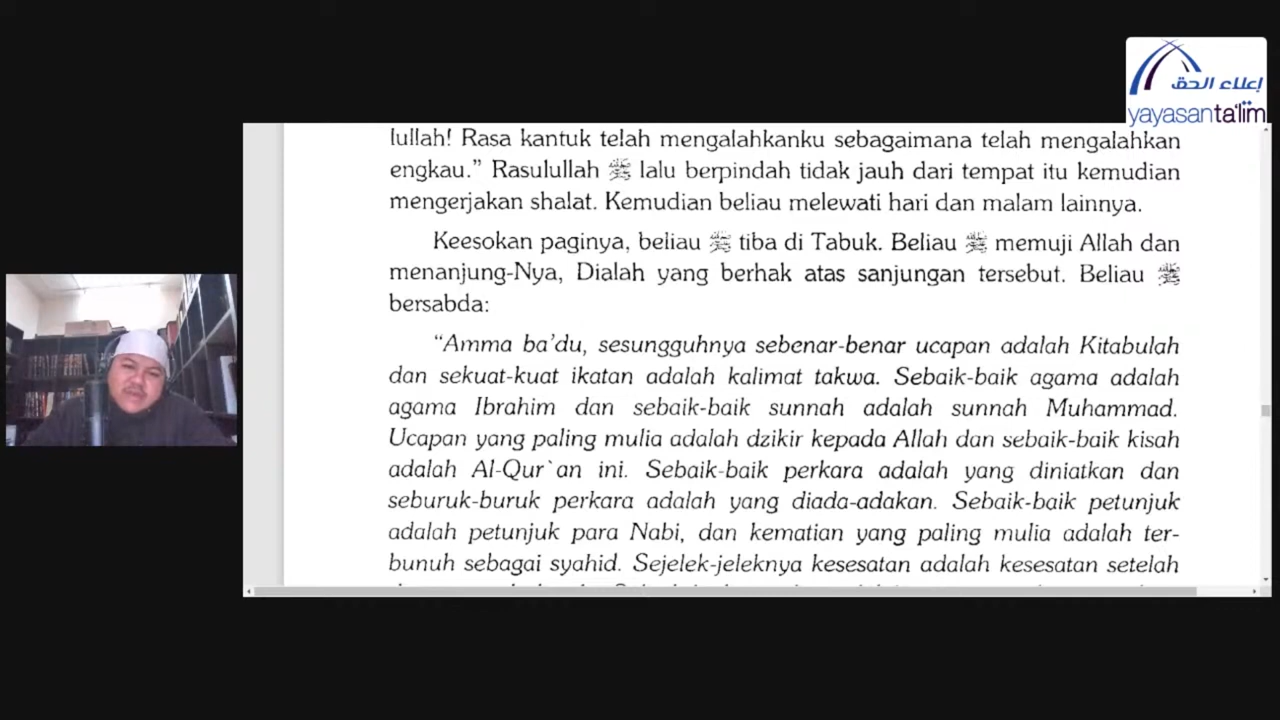 إعلاء الحق
yayasanta'lim
lullah! Rasa kantuk telah mengalahkanku sebagaimana telah mengalahkan
engkau.” Rasulullah ﷺ lalu berpindah tidak jauh dari tempat itu kemudian
mengerjakan shalat. Kemudian beliau melewati hari dan malam lainnya.
Keesokan paginya, beliau ﷺ tiba di Tabuk. Beliau ﷺ memuji Allah dan
menanjung-Nya, Dialah yang berhak atas sanjungan tersebut. Beliau ﷺ
bersabda:
“Amma ba’du, sesungguhnya sebenar-benar ucapan adalah Kitabulah
dan sekuat-kuat ikatan adalah kalimat takwa. Sebaik-baik agama adalah
agama Ibrahim dan sebaik-baik sunnah adalah sunnah Muhammad.
Ucapan yang paling mulia adalah dzikir kepada Allah dan sebaik-baik kisah
adalah Al-Qur`an ini. Sebaik-baik perkara adalah yang diniatkan dan
seburuk-buruk perkara adalah yang diada-adakan. Sebaik-baik petunjuk
adalah petunjuk para Nabi, dan kematian yang paling mulia adalah ter-
bunuh sebagai syahid. Sejelek-jeleknya kesesatan adalah kesesatan setelah